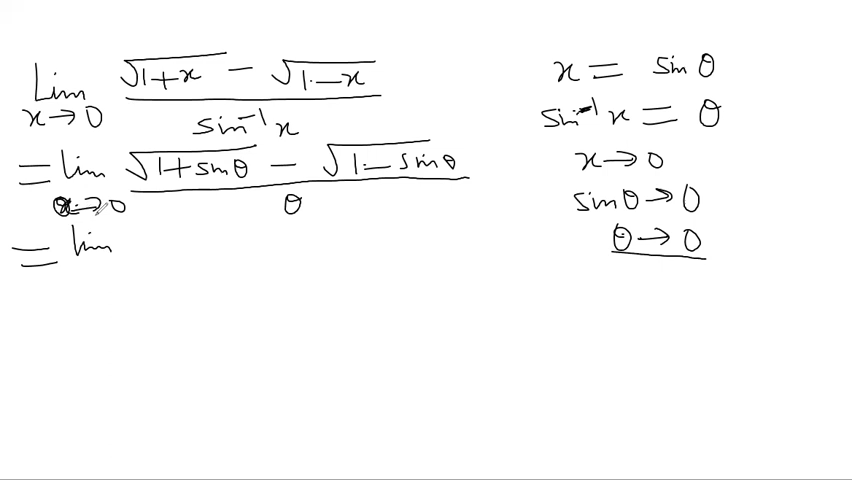 Lim x→0 √1+x − √1−x / sin⁻¹x
= lim θ→0 √1+sinθ − √1−sinθ / θ
= lim
x = sinθ
sin⁻¹x = θ
x→0
sinθ→0
θ→0